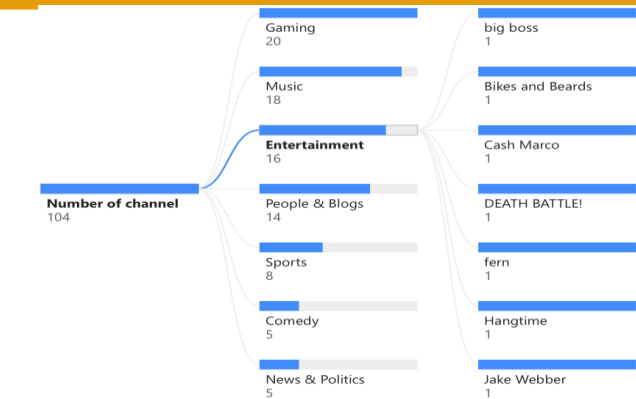 Number of channel
104
Gaming
20
Music
18
Entertainment
16
People & Blogs
14
Sports
8
Comedy
5
News & Politics
5
big boss
1
Bikes and Beards
1
Cash Marco
1
DEATH BATTLE!
1
fern
1
Hangtime
1
Jake Webber
1